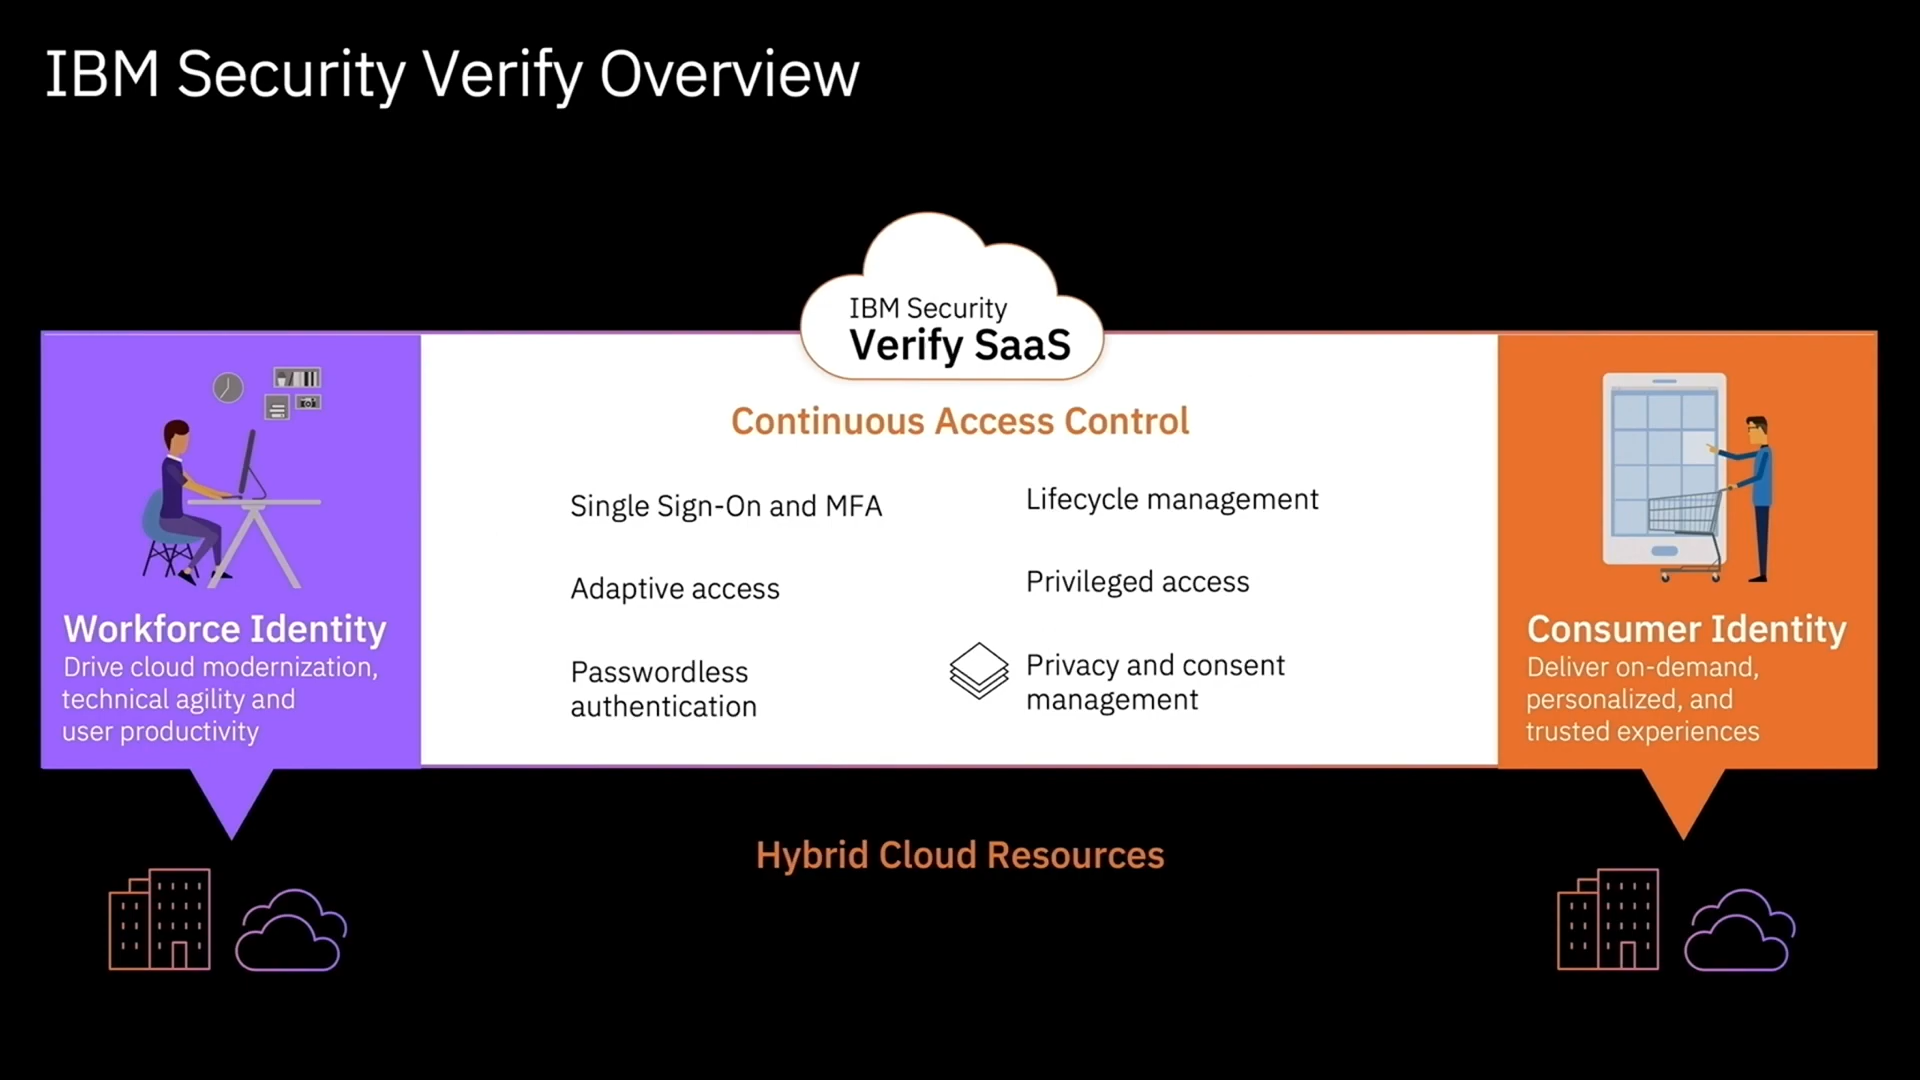 IBM Security Verify Overview
IBM Security
Verify SaaS
Continuous Access Control
Single Sign-On and MFA
Adaptive access
Passwordless
authentication
Lifecycle management
Privileged access
Privacy and consent
management
Workforce Identity
Drive cloud modernization,
technical agility and
user productivity
Consumer Identity
Deliver on-demand,
personalized, and
trusted experiences
Hybrid Cloud Resources